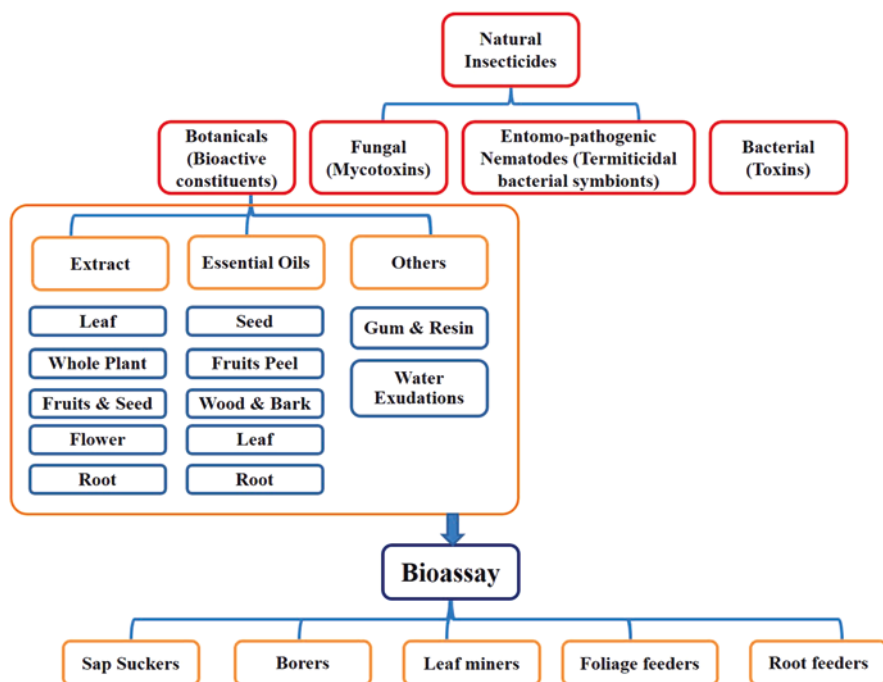 Natural
Insecticides
Botanicals
(Bioactive
constituents)
Fungal
(Mycotoxins)
Entomo-pathogenic
Nematodes (Termiticidal
bacterial symbionts)
Bacterial
(Toxins)
Extract
Essential Oils
Others
Leaf
Whole Plant
Fruits & Seed
Flower
Root
Seed
Fruits Peel
Wood & Bark
Leaf
Root
Gum & Resin
Water
Exudations
Bioassay
Sap Suckers
Borers
Leaf miners
Foliage feeders
Root feeders